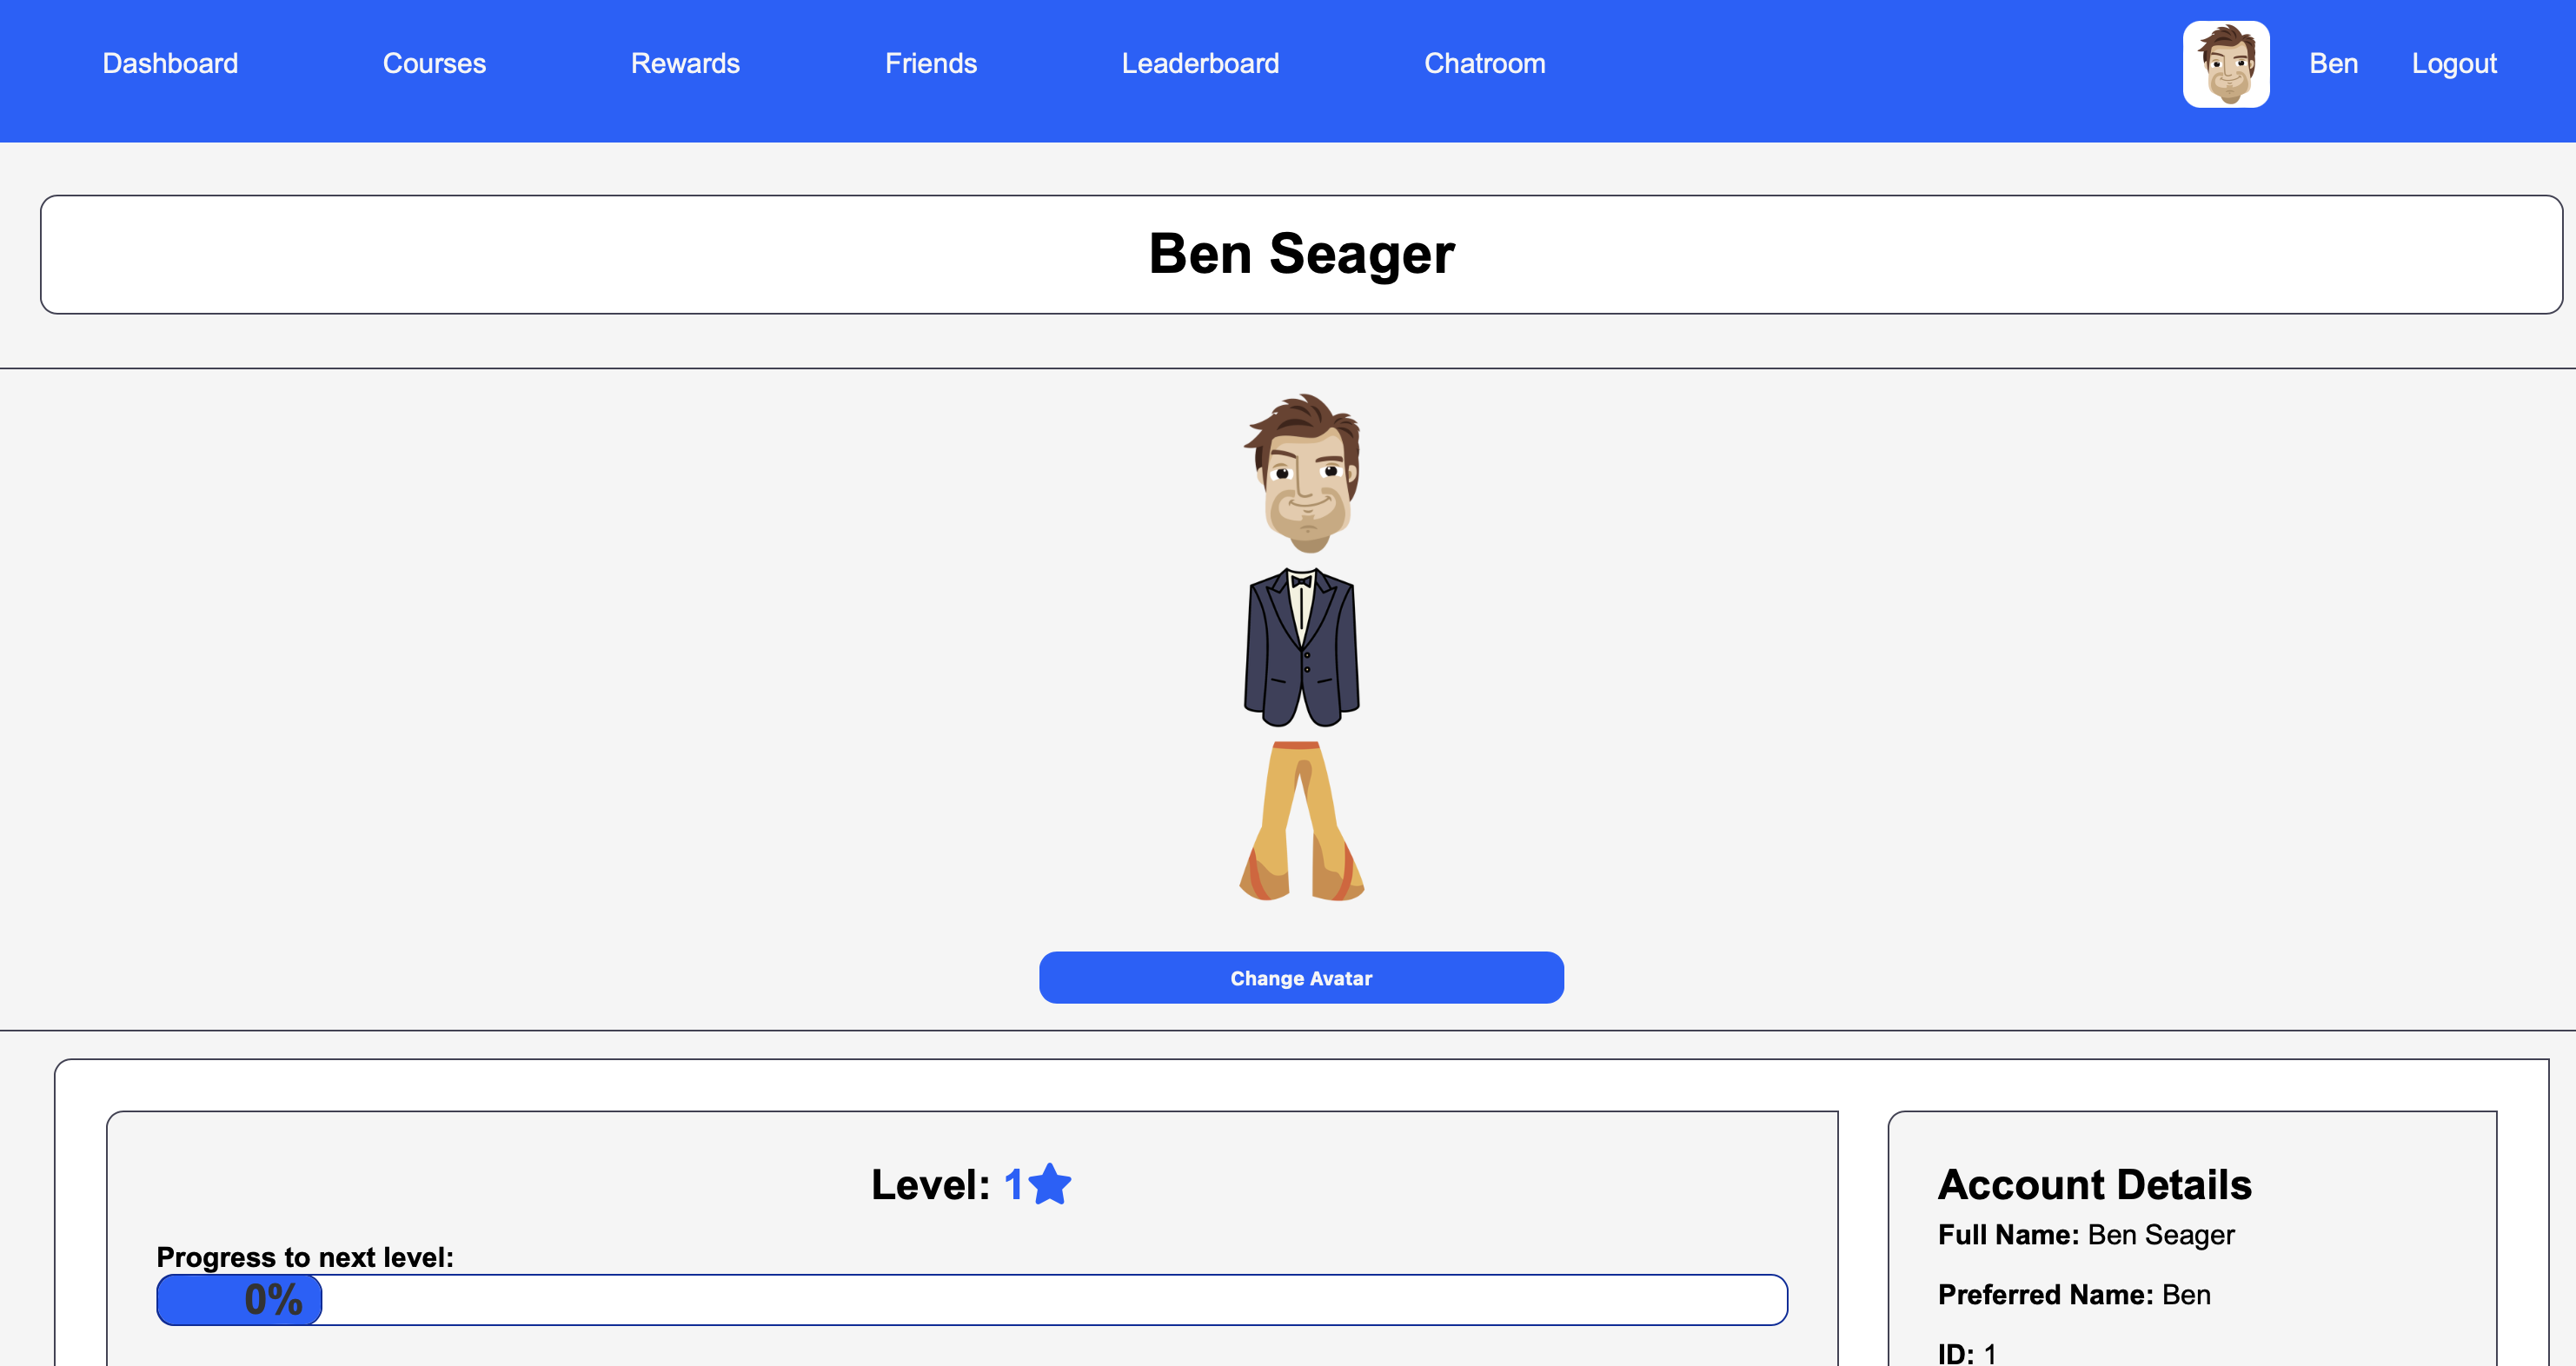 Dashboard Courses Rewards Friends Leaderboard Chatroom Ben Logout
Ben Seager
Change Avatar
Level: 1
Progress to next level:
0%
Account Details
Full Name: Ben Seager
Preferred Name: Ben
ID: 1